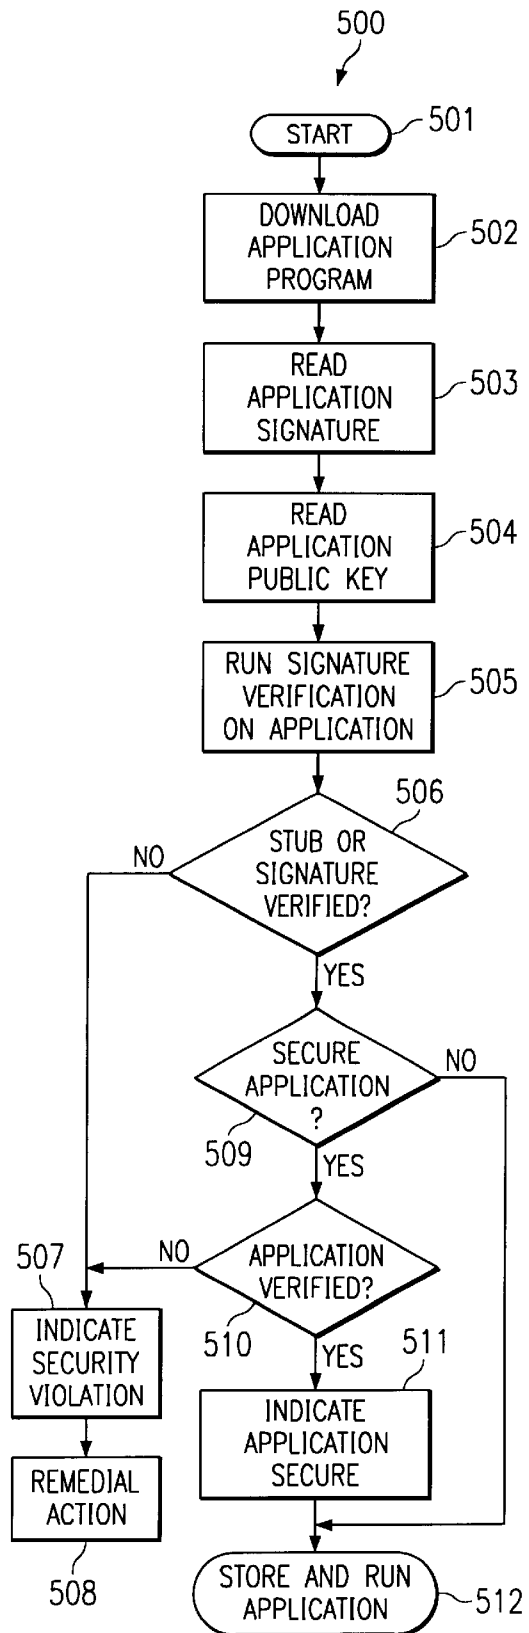 500
START
501
DOWNLOAD
APPLICATION
PROGRAM
502
READ
APPLICATION
SIGNATURE
503
READ
APPLICATION
PUBLIC KEY
504
RUN SIGNATURE
VERIFICATION
ON APPLICATION
505
506
STUB OR
SIGNATURE
VERIFIED?
NO
YES
SECURE
APPLICATION
?
509
NO
YES
APPLICATION
VERIFIED?
510
NO
YES
507
INDICATE
SECURITY
VIOLATION
REMEDIAL
ACTION
508
511
INDICATE
APPLICATION
SECURE
STORE AND RUN
APPLICATION
512